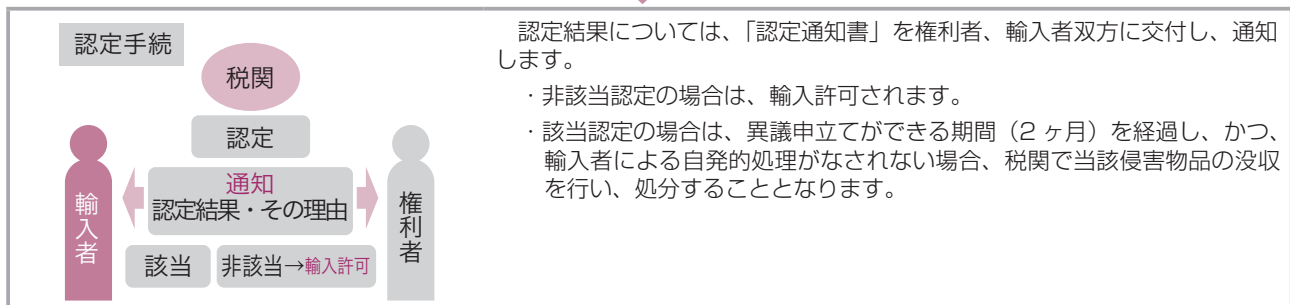 認定手続
税関
認定
通知
認定結果・その理由
輸入者
権利者
該当
非該当→輸入許可
認定結果については、「認定通知書」を権利者、輸入者双方に交付し、通知
します。
・非該当認定の場合は、輸入許可されます。
・該当認定の場合は、異議申立てができる期間（2 ヶ月）を経過し、かつ、
輸入者による自発的処理がなされない場合、税関で当該侵害物品の没収
を行い、処分することとなります。